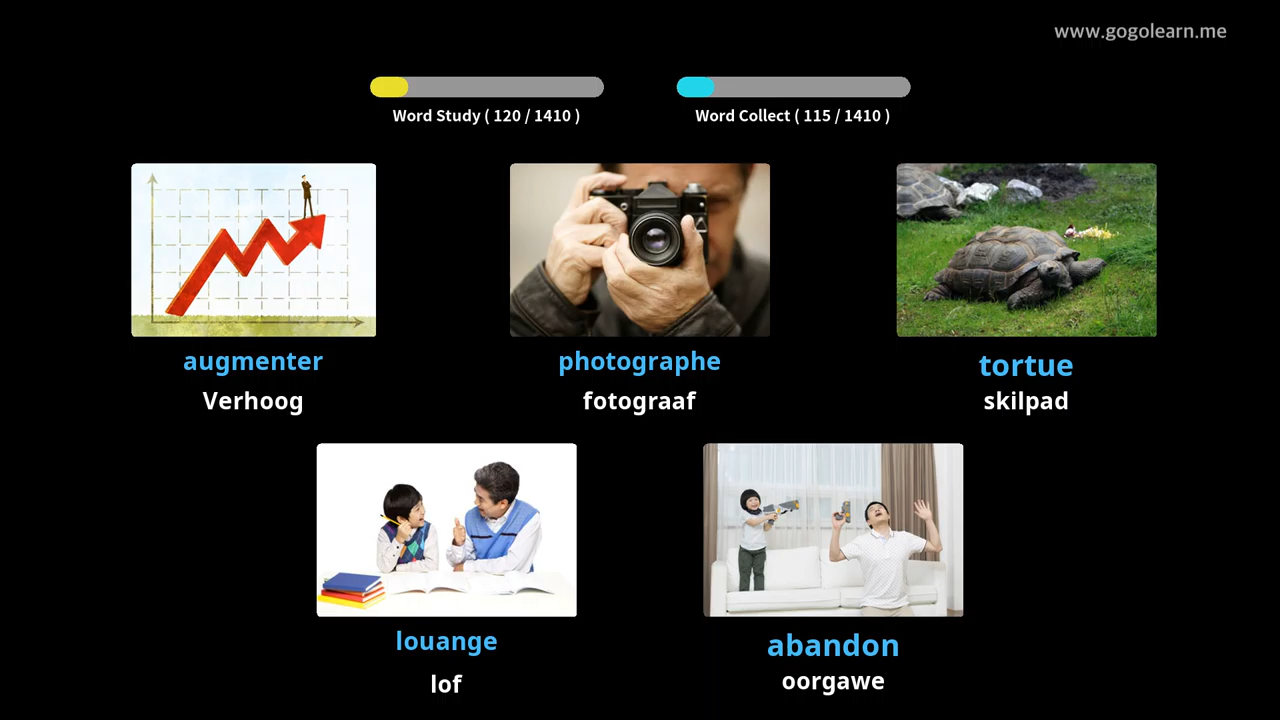 www.gogolearn.me
Word Study ( 120 / 1410 )
Word Collect ( 115 / 1410 )
augmenter
photographe
tortue
Verhoog
fotograaf
skilpad
louange
abandon
lof
oorgawe